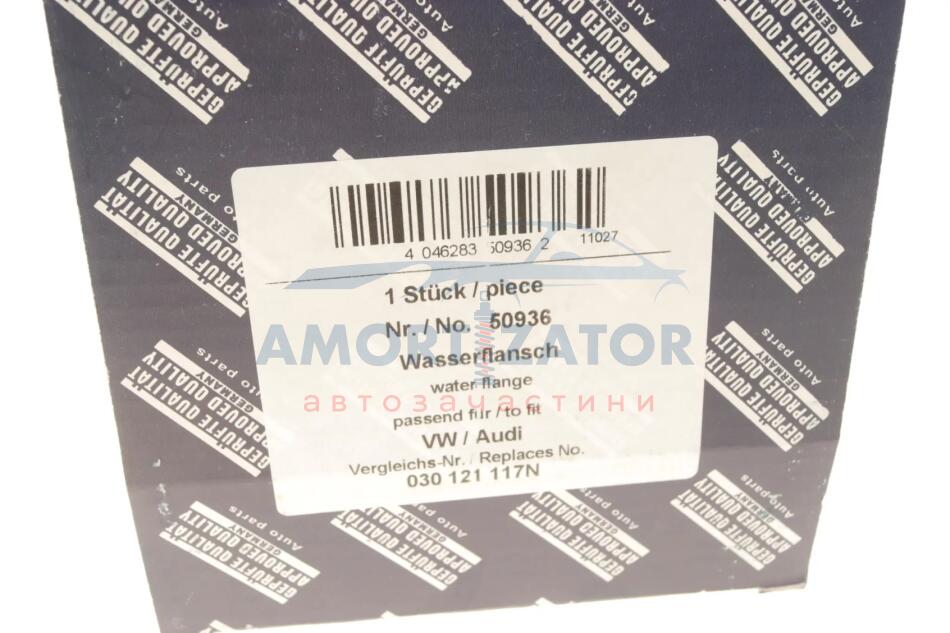 GEPRÜFTE QUALITÄT
APPROVED QUALITY
GERMANY
Auto parts
4 046283 50936 2 11027
1 Stück / piece
Nr. / No. 50936
Wasserflansch
water flange
passend für / to fit
VW / Audi
Vergleichs-Nr. / Replaces No.
030 121 117N
AMORTIZATOR
автозапчастини